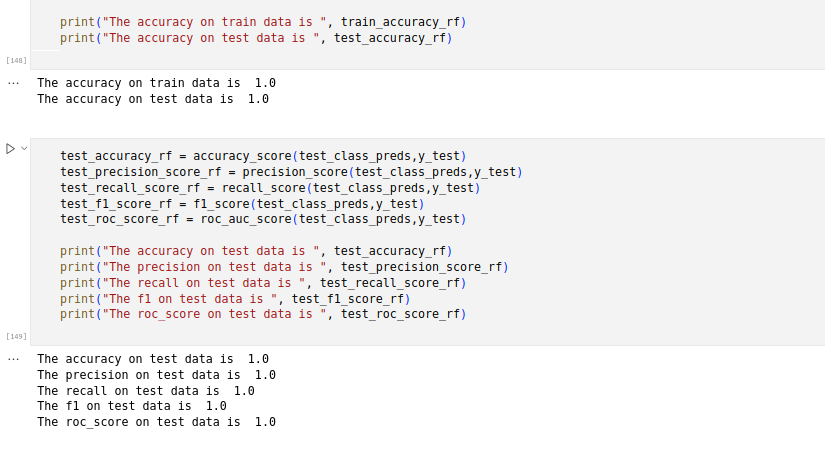 print("The accuracy on train data is ", train_accuracy_rf)
print("The accuracy on test data is ", test_accuracy_rf)
[148]
... The accuracy on train data is  1.0
The accuracy on test data is  1.0
test_accuracy_rf = accuracy_score(test_class_preds,y_test)
test_precision_score_rf = precision_score(test_class_preds,y_test)
test_recall_score_rf = recall_score(test_class_preds,y_test)
test_f1_score_rf = f1_score(test_class_preds,y_test)
test_roc_score_rf = roc_auc_score(test_class_preds,y_test)
print("The accuracy on test data is ", test_accuracy_rf)
print("The precision on test data is ", test_precision_score_rf)
print("The recall on test data is ", test_recall_score_rf)
print("The f1 on test data is ", test_f1_score_rf)
print("The roc_score on test data is ", test_roc_score_rf)
[149]
... The accuracy on test data is  1.0
The precision on test data is  1.0
The recall on test data is  1.0
The f1 on test data is  1.0
The roc_score on test data is  1.0